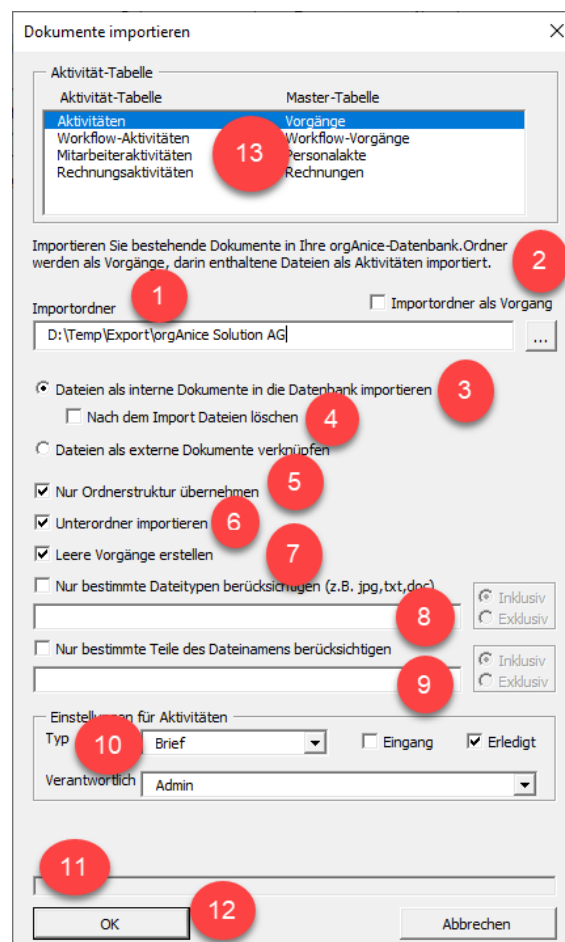 Dokumente importieren
Aktivität-Tabelle
Aktivität-Tabelle Master-Tabelle
Aktivitäten Vorgänge
Workflow-Aktivitäten Workflow-Vorgänge
Mitarbeiteraktivitäten Personalakte
Rechnungsaktivitäten Rechnungen
13
Importieren Sie bestehende Dokumente in Ihre orgAnice-Datenbank.Ordner
werden als Vorgänge, darin enthaltene Dateien als Aktivitäten importiert.
2
1
Importordner Importordner als Vorgang
D:\Temp\Export\orgAnice Solution AG ...
Dateien als interne Dokumente in die Datenbank importieren 3
Nach dem Import Dateien löschen 4
Dateien als externe Dokumente verknüpfen
Nur Ordnerstruktur übernehmen 5
Unterordner importieren 6
Leere Vorgänge erstellen 7
Nur bestimmte Dateitypen berücksichtigen (z.B. jpg,txt,doc)
Inklusiv
Exklusiv
8
Nur bestimmte Teile des Dateinamens berücksichtigen
Inklusiv
Exklusiv
9
Einstellungen für Aktivitäten
Typ 10 Brief Eingang Erledigt
Verantwortlich Admin
11
12
OK Abbrechen